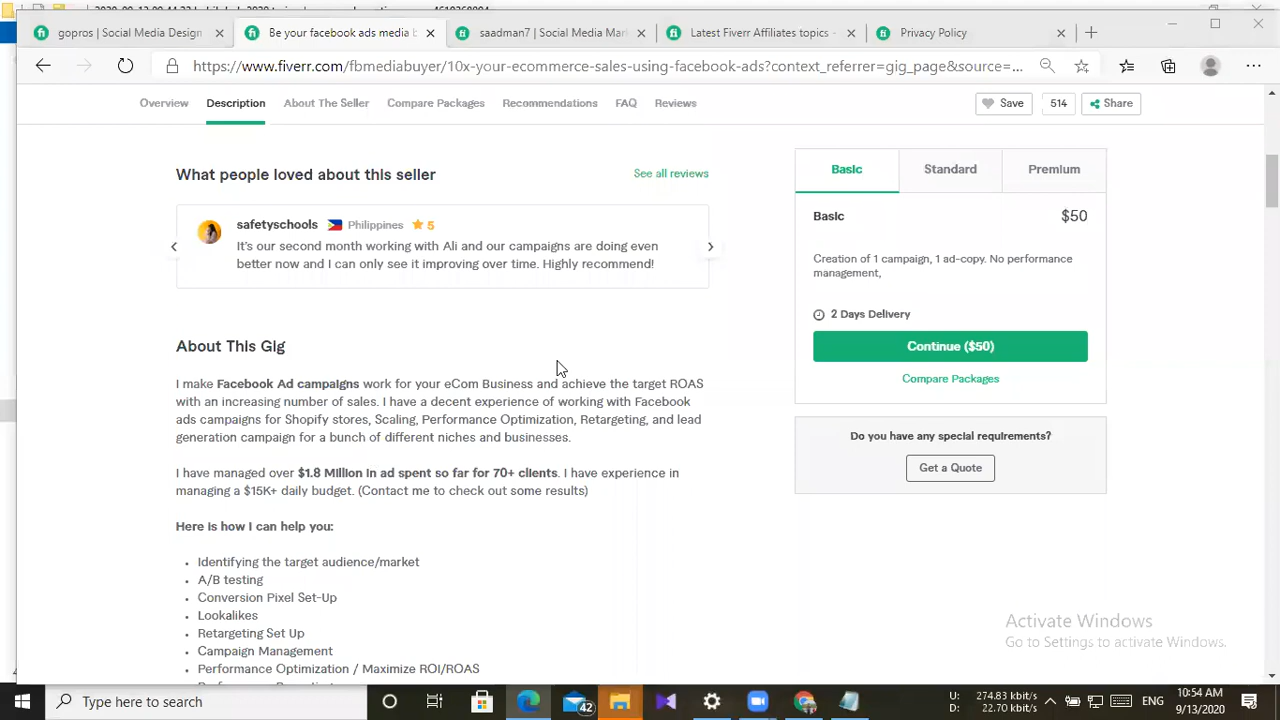 gopros | Social Media Design
Be your facebook ads media b
saadman7 | Social Media Mar
Latest Fiverr Affiliates topics -
Privacy Policy
https://www.fiverr.com/fbmediabuyer/10x-your-ecommerce-sales-using-facebook-ads?context_referrer=gig_page&source=...
Overview Description About The Seller Compare Packages Recommendations FAQ Reviews
Save 514 Share
What people loved about this seller
See all reviews
safetyschools Philippines 5
It's our second month working with Ali and our campaigns are doing even
better now and I can only see it improving over time. Highly recommend!
About This Gig
I make Facebook Ad campaigns work for your eCom Business and achieve the target ROAS
with an increasing number of sales. I have a decent experience of working with Facebook
ads campaigns for Shopify stores, Scaling, Performance Optimization, Retargeting, and lead
generation campaign for a bunch of different niches and businesses.
I have managed over $1.8 Million in ad spent so far for 70+ clients. I have experience in
managing a $15K+ daily budget. (Contact me to check out some results)
Here is how I can help you:
Identifying the target audience/market
A/B testing
Conversion Pixel Set-Up
Lookalikes
Retargeting Set Up
Campaign Management
Performance Optimization / Maximize ROI/ROAS
Basic Standard Premium
Basic $50
Creation of 1 campaign, 1 ad-copy. No performance
management,
2 Days Delivery
Continue ($50)
Compare Packages
Do you have any special requirements?
Get a Quote
Activate Windows
Go to Settings to activate Windows.
Type here to search
42
U: 274.83 kbit/s
D: 22.70 kbit/s
ENG
10:54 AM
9/13/2020